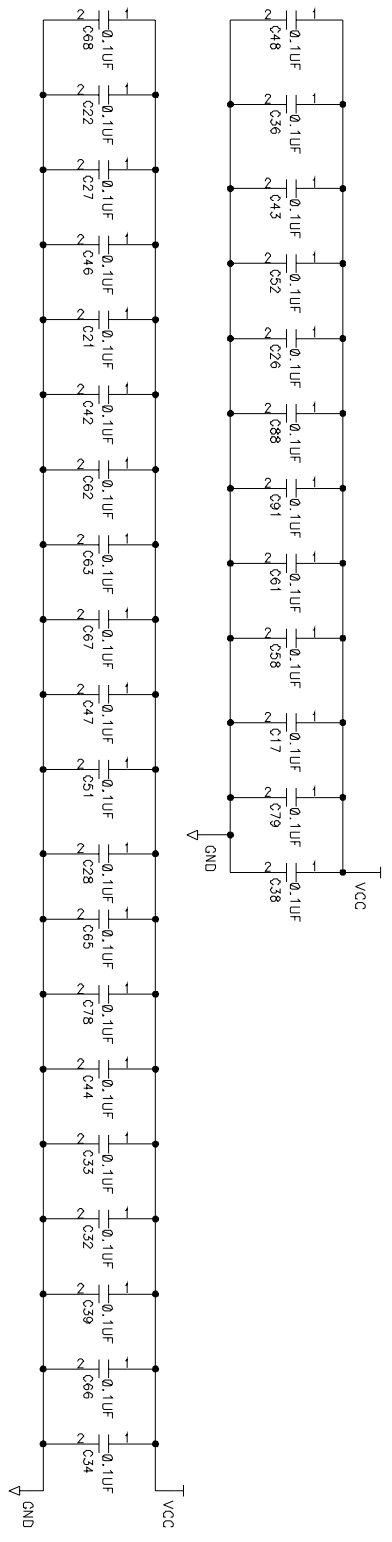 C48 0.1UF
C36 0.1UF
C43 0.1UF
C52 0.1UF
C26 0.1UF
C88 0.1UF
C91 0.1UF
C61 0.1UF
C58 0.1UF
C17 0.1UF
C79 0.1UF
C38 0.1UF
1 1 1 1 1 1 1 1 1 1 1 1
2 2 2 2 2 2 2 2 2 2 2 2
VCC
GND
C68 0.1UF
C22 0.1UF
C27 0.1UF
C46 0.1UF
C21 0.1UF
C42 0.1UF
C62 0.1UF
C63 0.1UF
C67 0.1UF
C47 0.1UF
C51 0.1UF
C28 0.1UF
C65 0.1UF
C78 0.1UF
C44 0.1UF
C33 0.1UF
C32 0.1UF
C39 0.1UF
C66 0.1UF
C34 0.1UF
1 1 1 1 1 1 1 1 1 1 1 1 1 1 1 1 1 1 1 1
2 2 2 2 2 2 2 2 2 2 2 2 2 2 2 2 2 2 2 2
VCC
GND